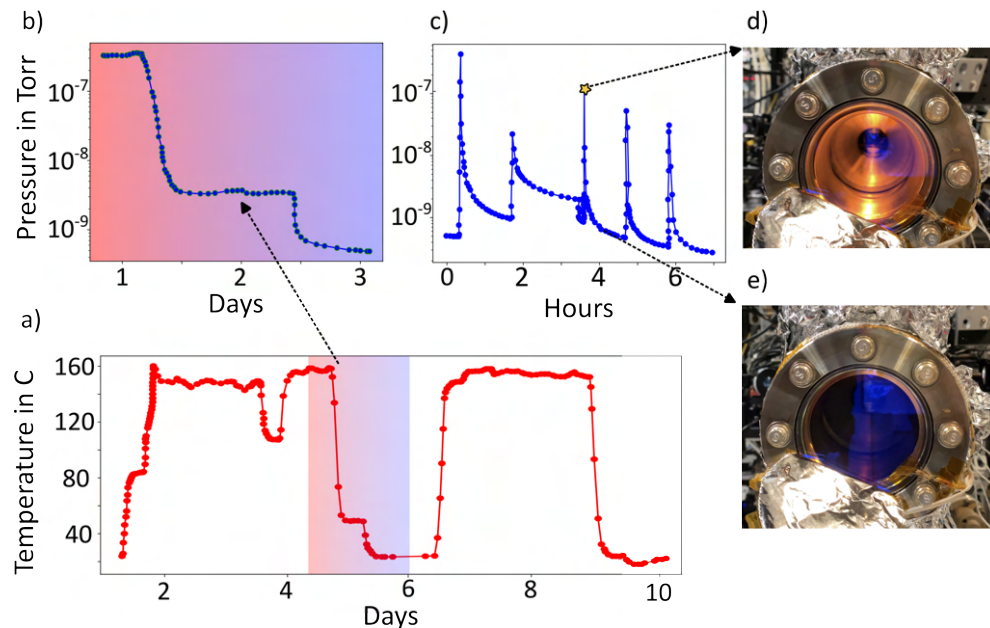 b)
c)
d)
Pressure in Torr
10⁻⁷
10⁻⁸
10⁻⁹
1
2
3
Days
10⁻⁷
10⁻⁸
10⁻⁹
0
2
4
6
Hours
e)
a)
Temperature in C
160
120
80
40
2
4
6
8
10
Days